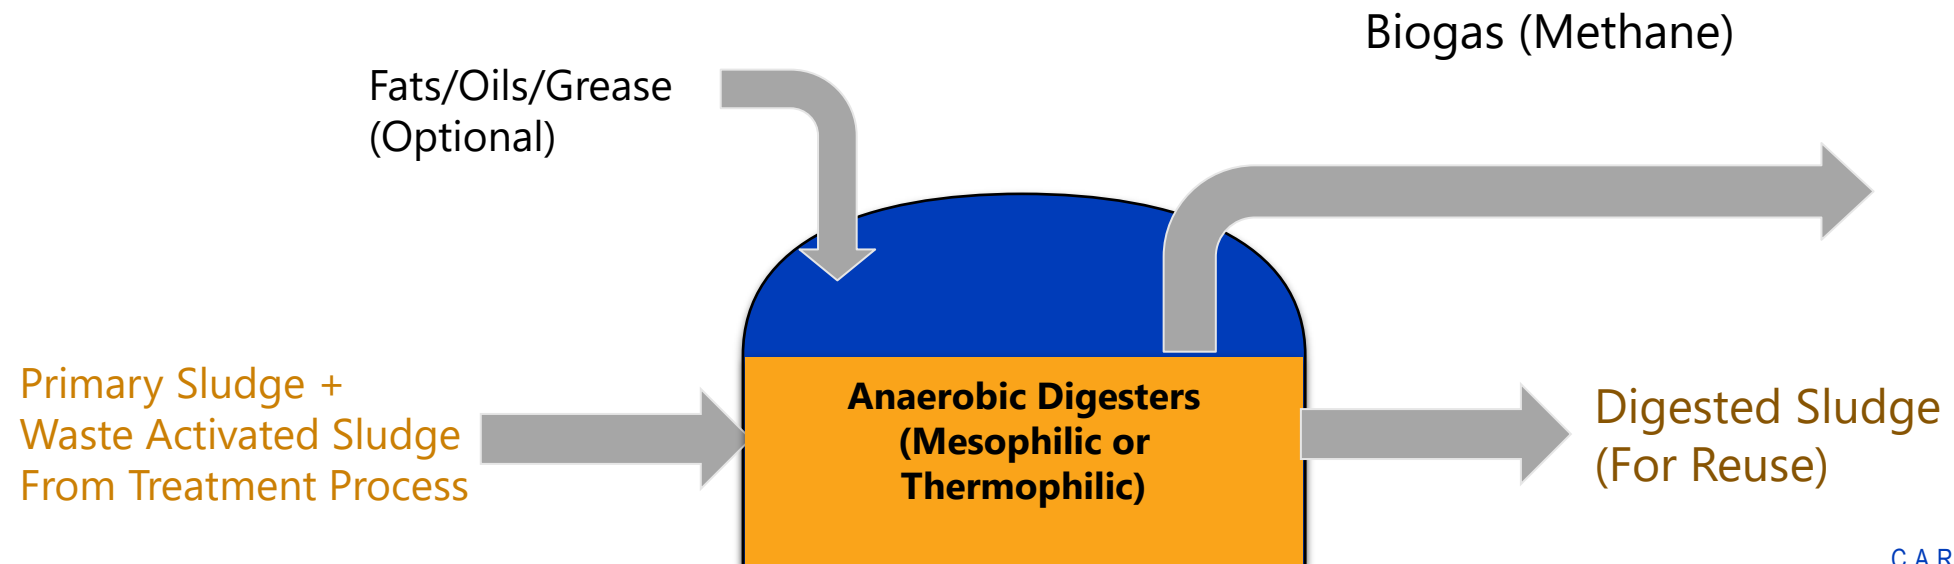 Biogas (Methane)
Fats/Oils/Grease
(Optional)
Primary Sludge +
Waste Activated Sludge
From Treatment Process
Anaerobic Digesters
(Mesophilic or
Thermophilic)
Digested Sludge
(For Reuse)